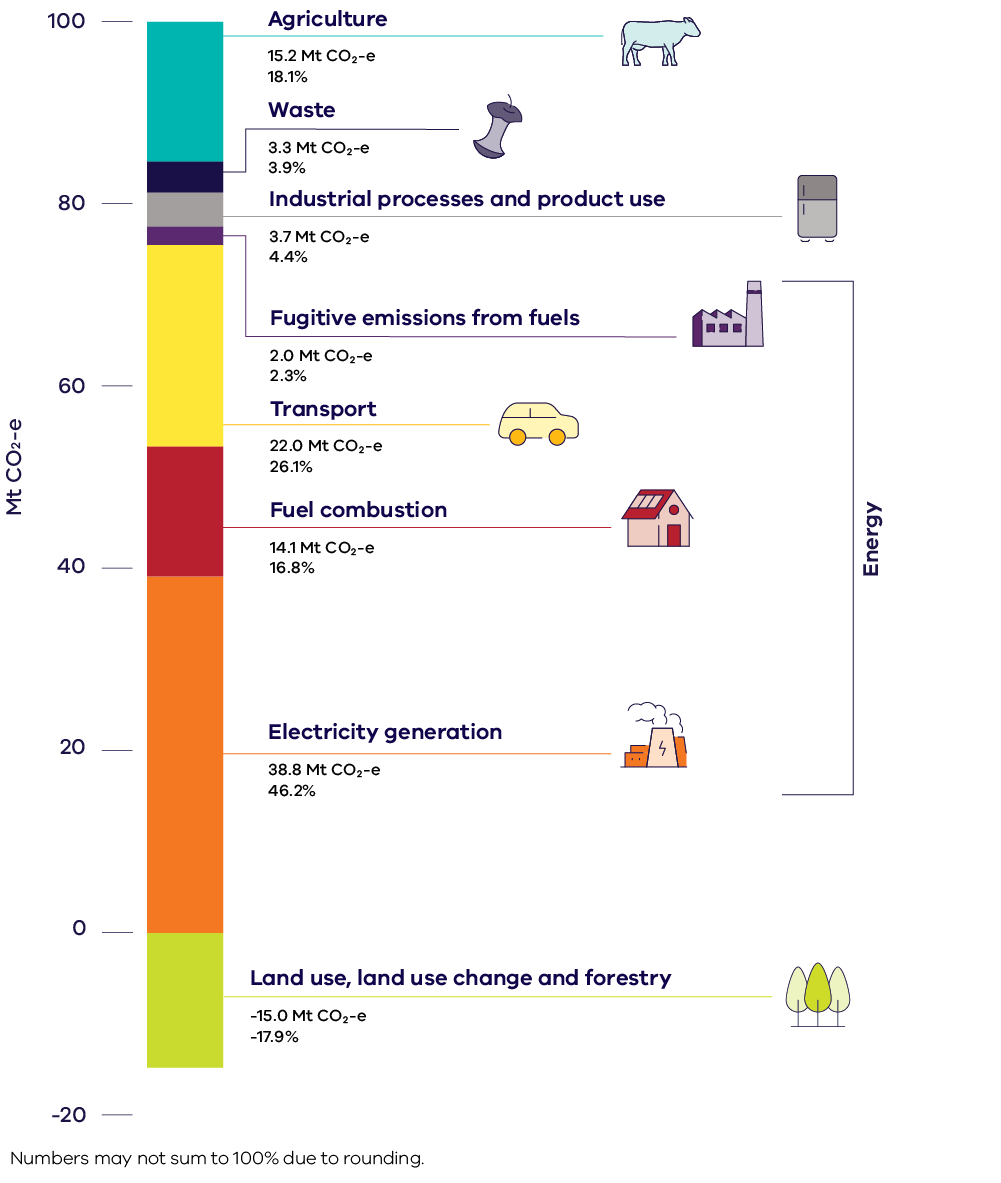 100
Agriculture
15.2 Mt CO₂-e
18.1%
Waste
3.3 Mt CO₂-e
3.9%
80
Industrial processes and product use
3.7 Mt CO₂-e
4.4%
Fugitive emissions from fuels
2.0 Mt CO₂-e
2.3%
60
Transport
22.0 Mt CO₂-e
26.1%
Mt CO₂-e
Fuel combustion
14.1 Mt CO₂-e
16.8%
Energy
40
Electricity generation
38.8 Mt CO₂-e
46.2%
20
0
Land use, land use change and forestry
-15.0 Mt CO₂-e
-17.9%
-20
Numbers may not sum to 100% due to rounding.